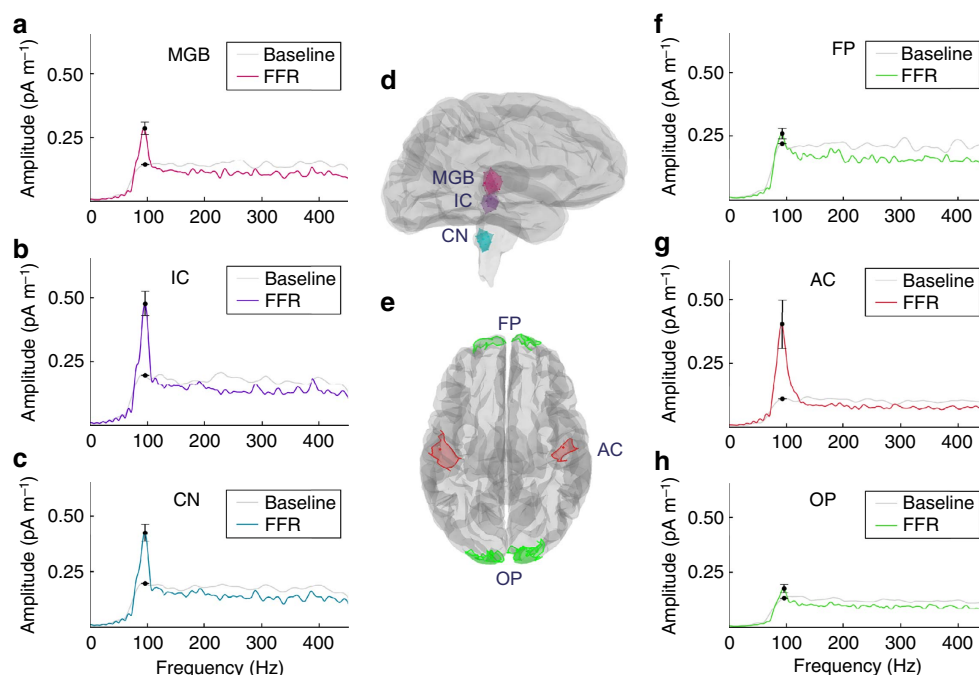 a
MGB
Baseline
FFR
Amplitude (pA m⁻¹)
0.50
0.25
0 100 200 300 400
b
IC
Baseline
FFR
Amplitude (pA m⁻¹)
0.50
0.25
0 100 200 300 400
c
CN
Baseline
FFR
Amplitude (pA m⁻¹)
0.50
0.25
0 100 200 300 400
Frequency (Hz)
d
MGB
IC
CN
e
FP
AC
OP
f
FP
Baseline
FFR
Amplitude (pA m⁻¹)
0.50
0.25
0 100 200 300 400
g
AC
Baseline
FFR
Amplitude (pA m⁻¹)
0.50
0.25
0 100 200 300 400
h
OP
Baseline
FFR
Amplitude (pA m⁻¹)
0.50
0.25
0 100 200 300 400
Frequency (Hz)